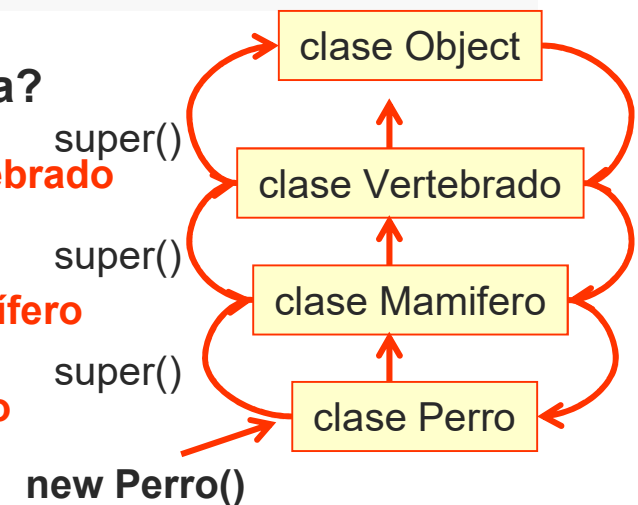 clase Object
a?
super()
ebrado
clase Vertebrado
super()
clase Mamifero
ífero
super()
o
clase Perro
new Perro()